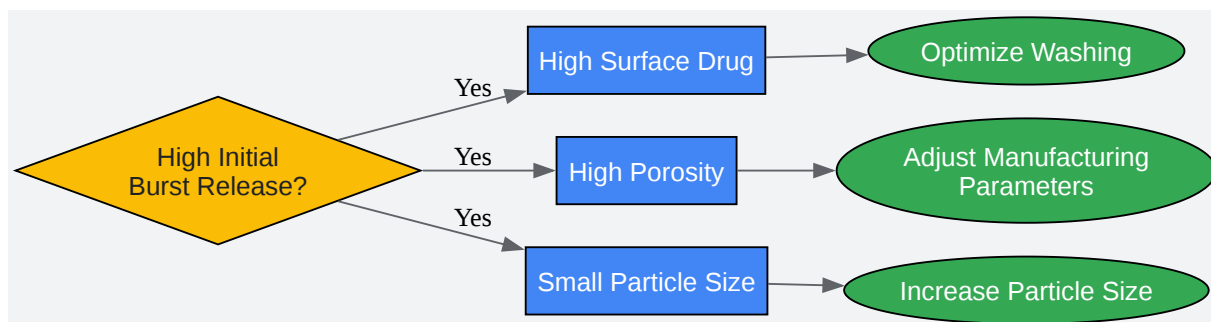 High Initial
Burst Release?
Yes
High Surface Drug
Optimize Washing
Yes
High Porosity
Adjust Manufacturing
Parameters
Yes
Small Particle Size
Increase Particle Size